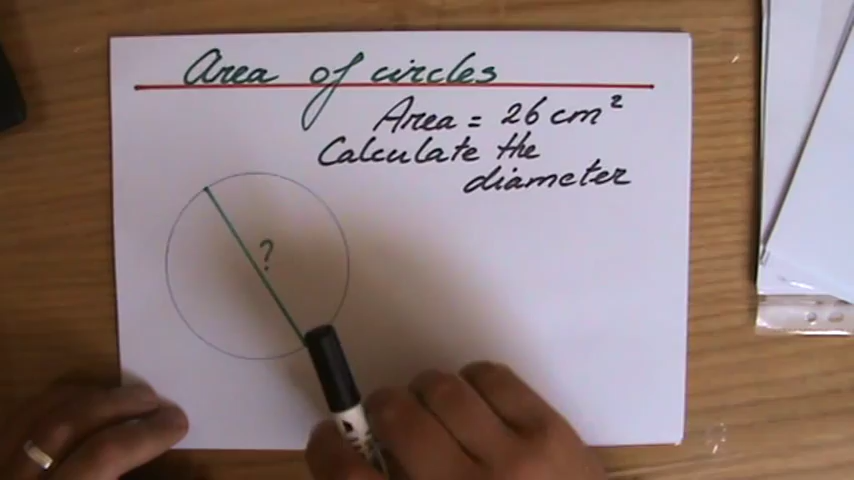 Area of circles
Area = 26 cm²
Calculate the
diameter
?